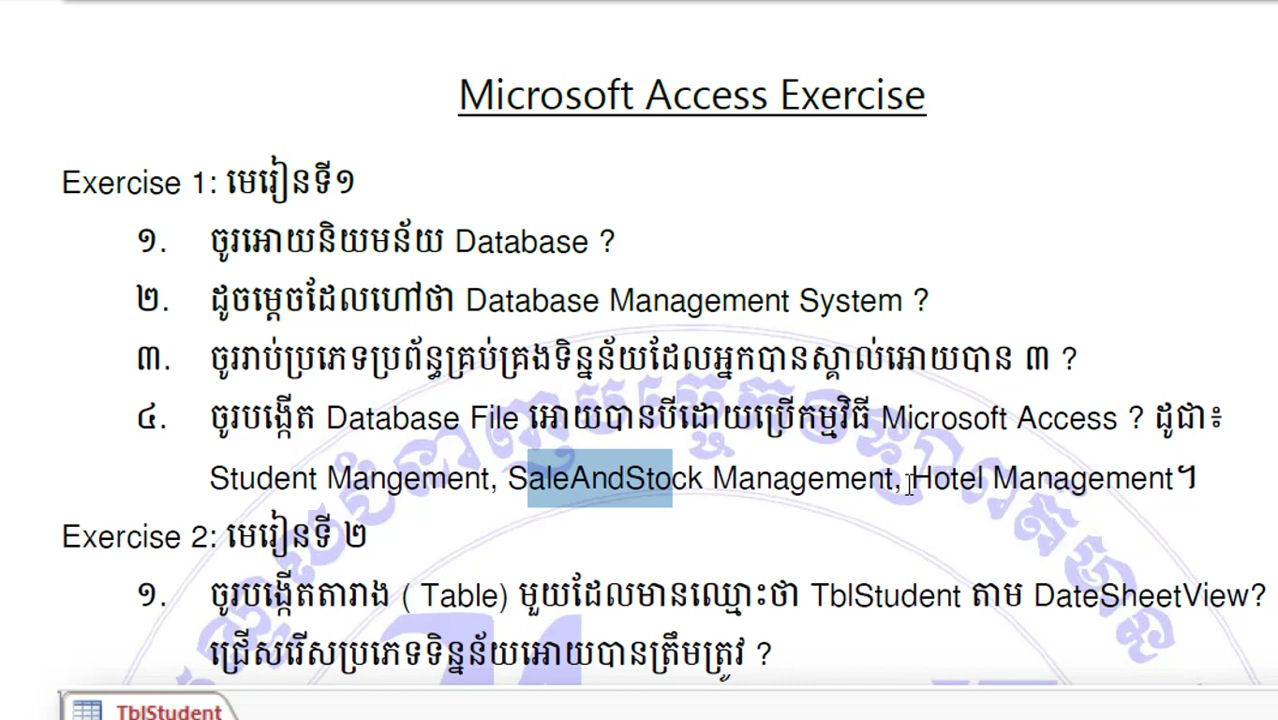 Microsoft Access Exercise
Exercise 1: មេរៀនទី១
១. ចូរអោយនិយមន័យ Database ?
២. ដូចម្តេចដែលហៅថា Database Management System ?
៣. ចូររាប់ប្រភេទប្រព័ន្ធគ្រប់គ្រងទិន្នន័យដែលអ្នកបានស្គាល់អោយបាន ៣ ?
៤. ចូរបង្កើត Database File អោយបានបីដោយប្រើកម្មវិធី Microsoft Access ? ដូជា៖
Student Mangement, SaleAndStock Management, Hotel Management។
Exercise 2: មេរៀនទី ២
១. ចូរបង្កើតតារាង ( Table) មួយដែលមានឈ្មោះថា TblStudent តាម DateSheetView?
ជ្រើសរើសប្រភេទទិន្នន័យអោយបានត្រឹមត្រូវ ?
TblStudent